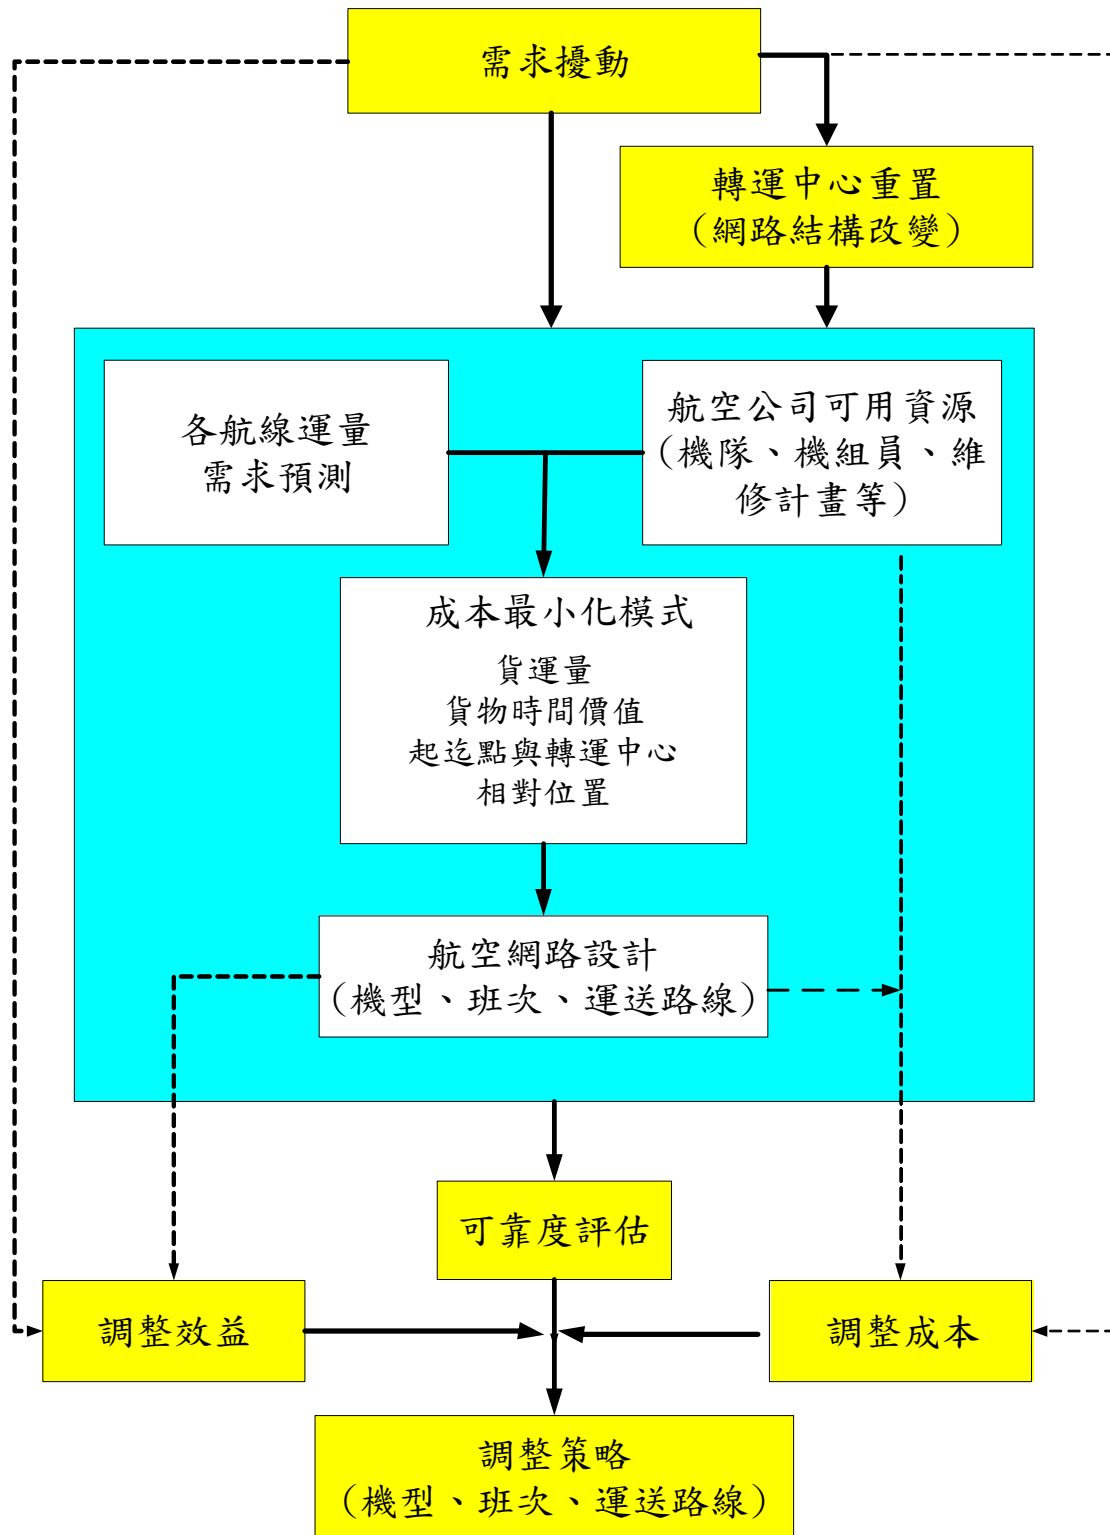 需求擾動
轉運中心重置
（網路結構改變）
各航線運量
需求預測
航空公司可用資源
（機隊、機組員、維
修計畫等）
成本最小化模式
貨運量
貨物時間價值
起迄點與轉運中心
相對位置
航空網路設計
（機型、班次、運送路線）
可靠度評估
調整效益
調整成本
調整策略
（機型、班次、運送路線）